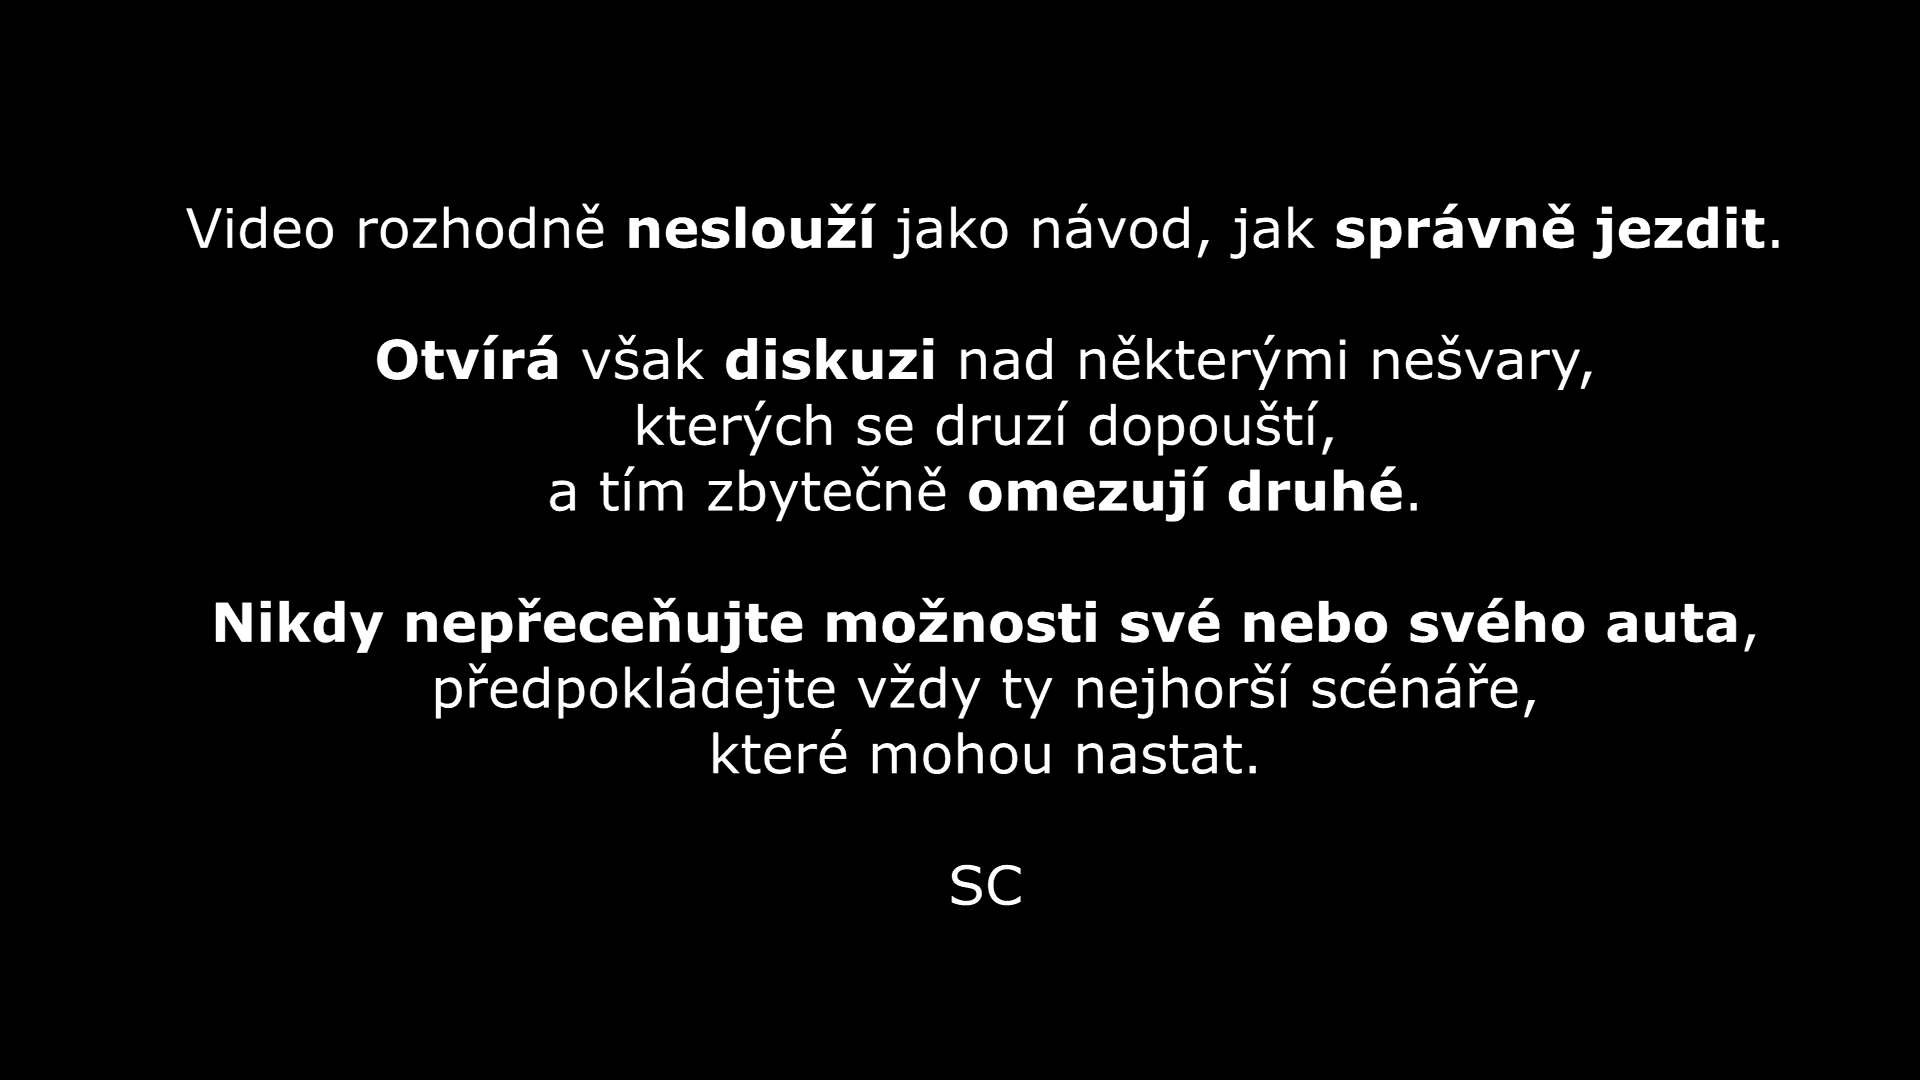 Video rozhodně neslouží jako návod, jak správně jezdit.
Otvírá však diskuzi nad některými nešvary,
kterých se druzí dopouští,
a tím zbytečně omezují druhé.
Nikdy nepřeceňujte možnosti své nebo svého auta,
předpokládejte vždy ty nejhorší scénáře,
které mohou nastat.
SC